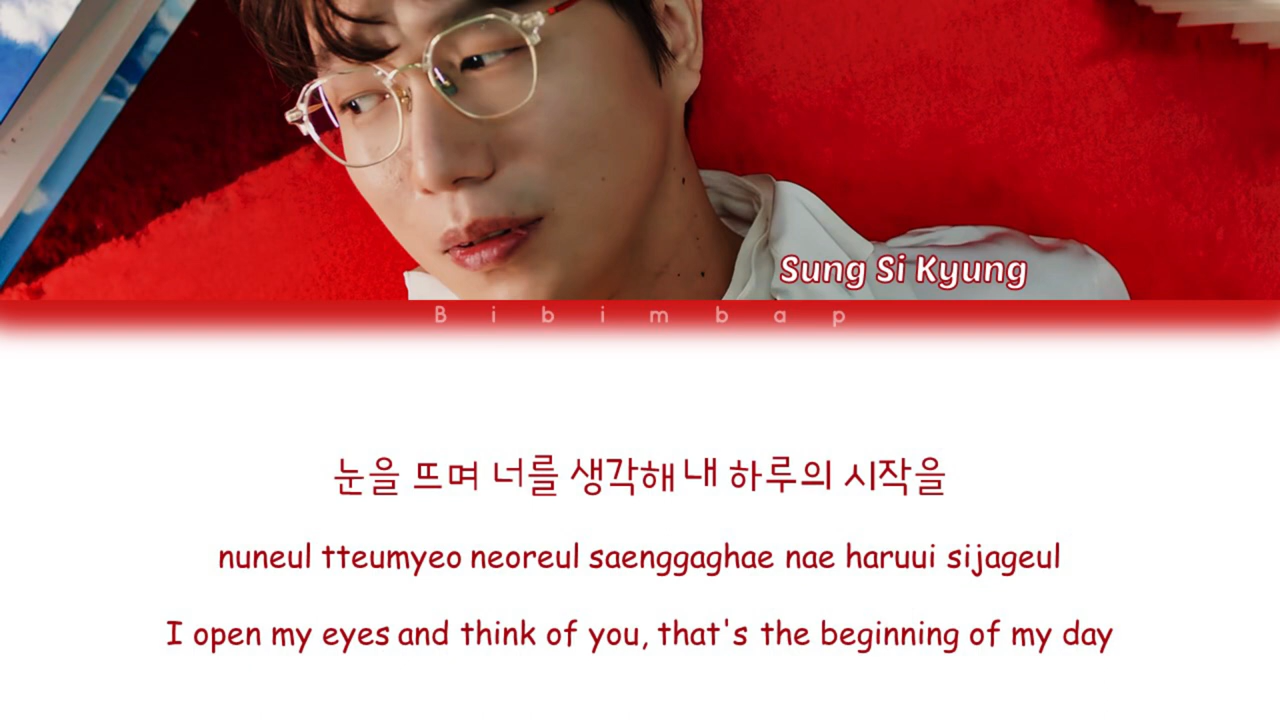 Sung Si Kyung
Bibimbap
눈을 뜨며 너를 생각해 내 하루의 시작을
nuneul tteumyeo neoreul saenggaghae nae haruui sijageul
I open my eyes and think of you, that's the beginning of my day